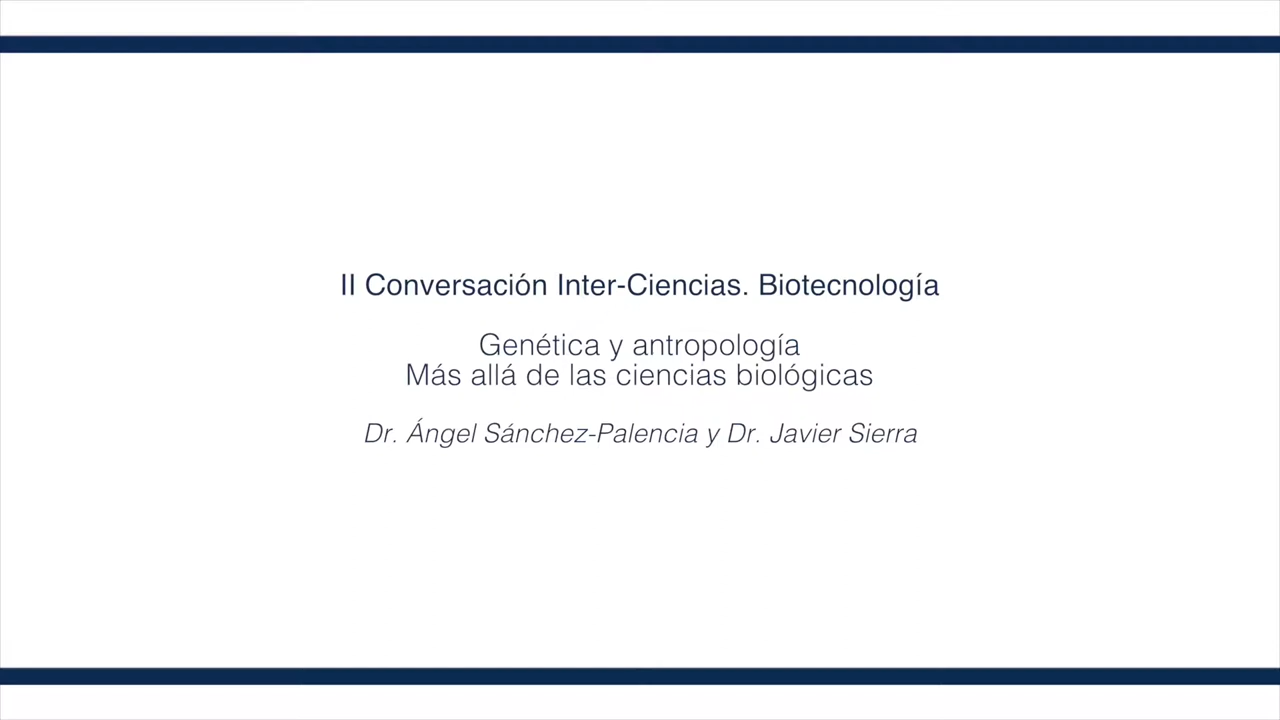 II Conversación Inter-Ciencias. Biotecnología
Genética y antropología
Más allá de las ciencias biológicas
Dr. Ángel Sánchez-Palencia y Dr. Javier Sierra